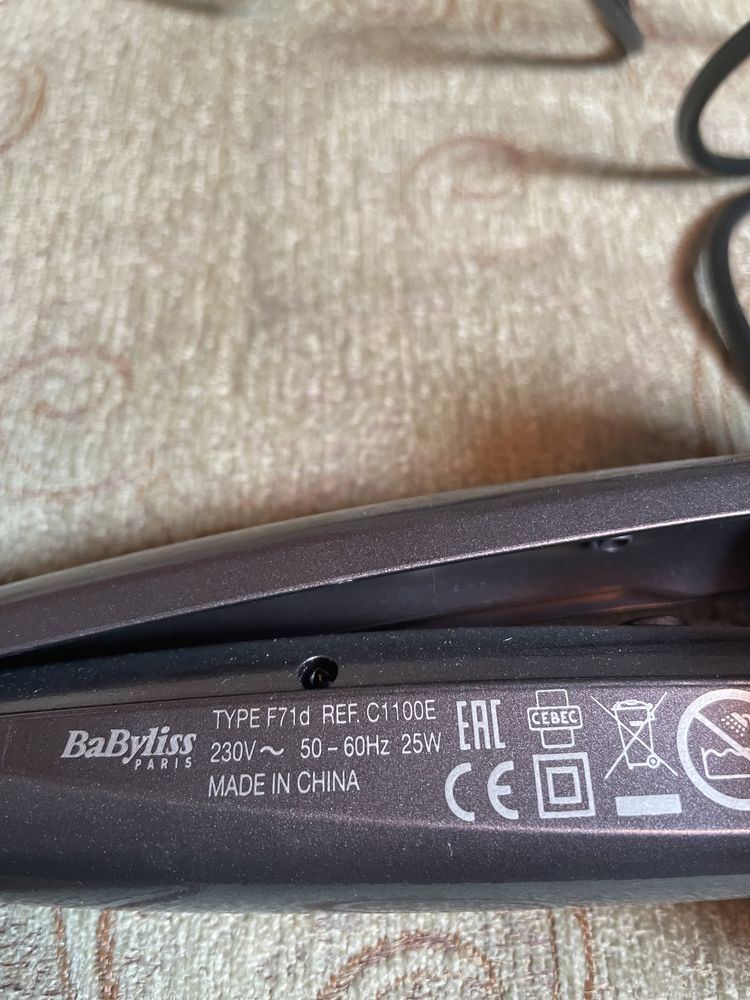 BaByliss
PARIS
TYPE F71d REF. C1100E
230V~ 50-60Hz 25W
MADE IN CHINA
EAC
CEBEC
CE